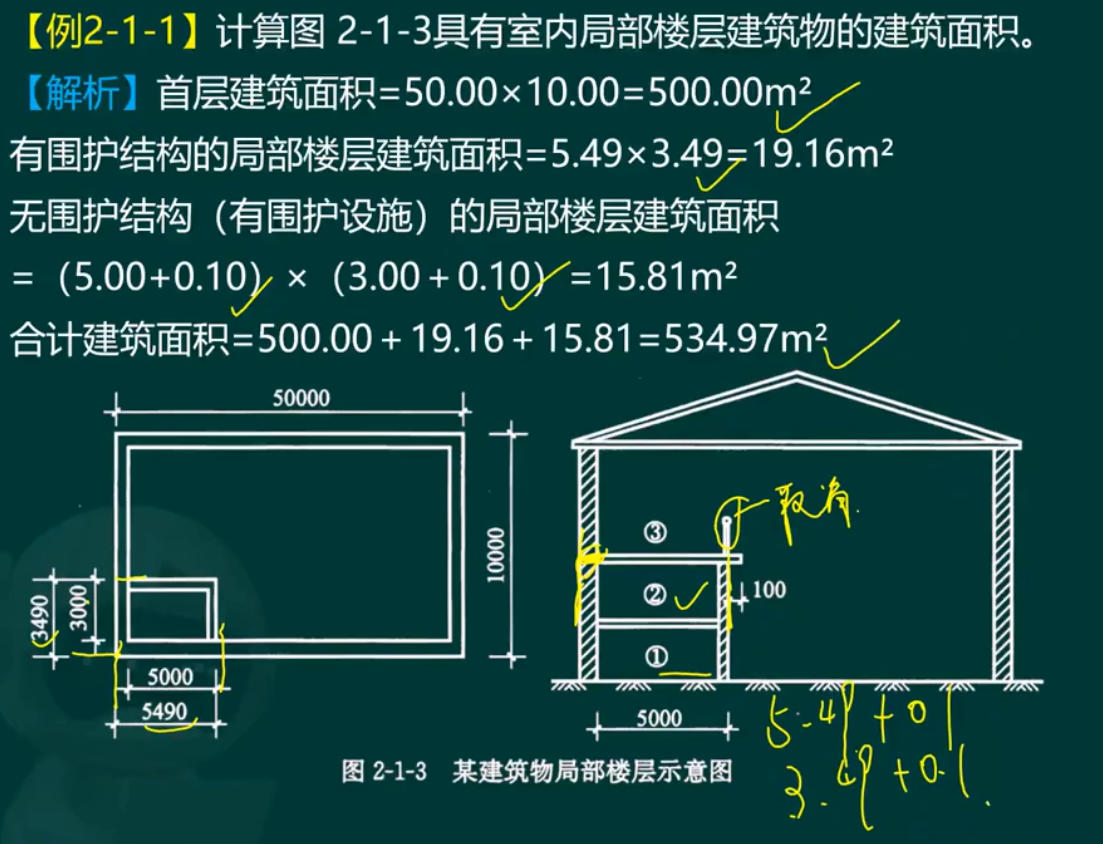 【例2-1-1】计算图 2-1-3具有室内局部楼层建筑物的建筑面积。
【解析】首层建筑面积=50.00×10.00=500.00m²
有围护结构的局部楼层建筑面积=5.49×3.49=19.16m²
无围护结构（有围护设施）的局部楼层建筑面积
=（5.00+0.10）×（3.00+0.10）=15.81m²
合计建筑面积=500.00+19.16+15.81=534.97m²
50000
10000
3490
3000
5000
5490
取消
③
②
①
100
5000
5.49+0.1
3.49+0.1
图 2-1-3 某建筑物局部楼层示意图